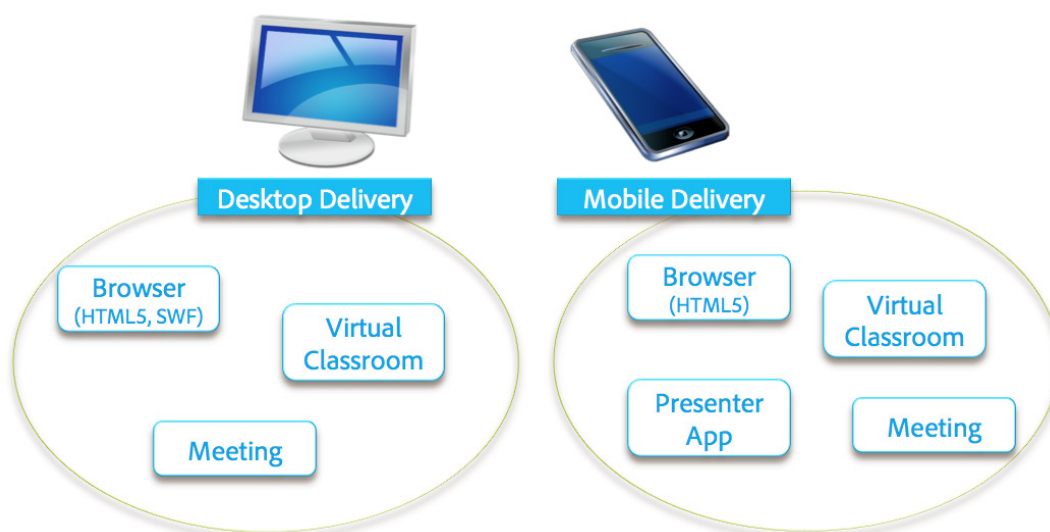 Desktop Delivery
Browser
(HTML5, SWF)
Virtual
Classroom
Meeting
Mobile Delivery
Browser
(HTML5)
Virtual
Classroom
Presenter
App
Meeting